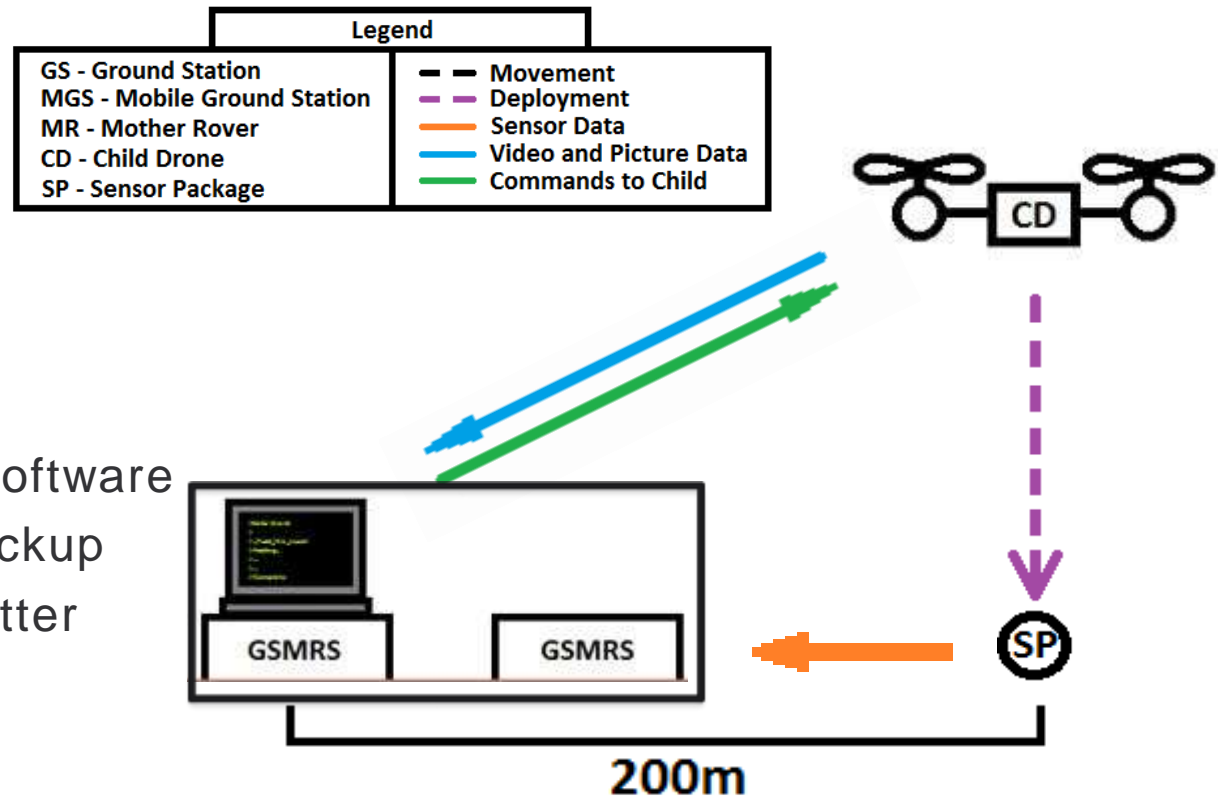 Legend
GS - Ground Station
MGS - Mobile Ground Station
MR - Mother Rover
CD - Child Drone
SP - Sensor Package
Movement
Deployment
Sensor Data
Video and Picture Data
Commands to Child
CD
oftware
ckup
tter
GSMRS
GSMRS
SP
200m